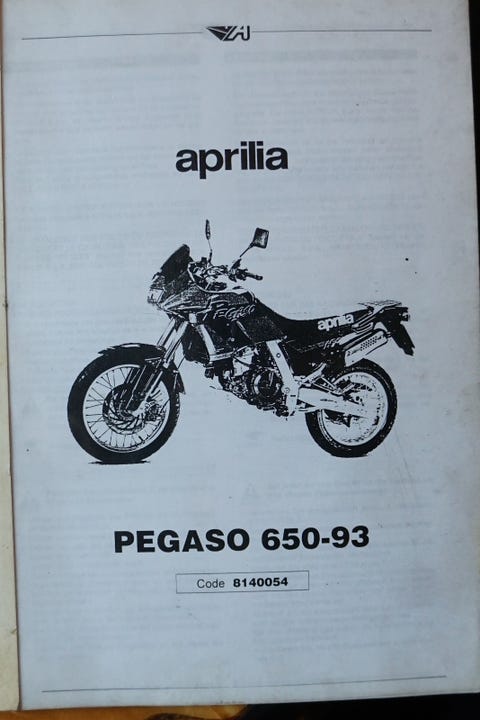 aprilia
PEGASO
aprilia
PEGASO 650-93
Code 8140054